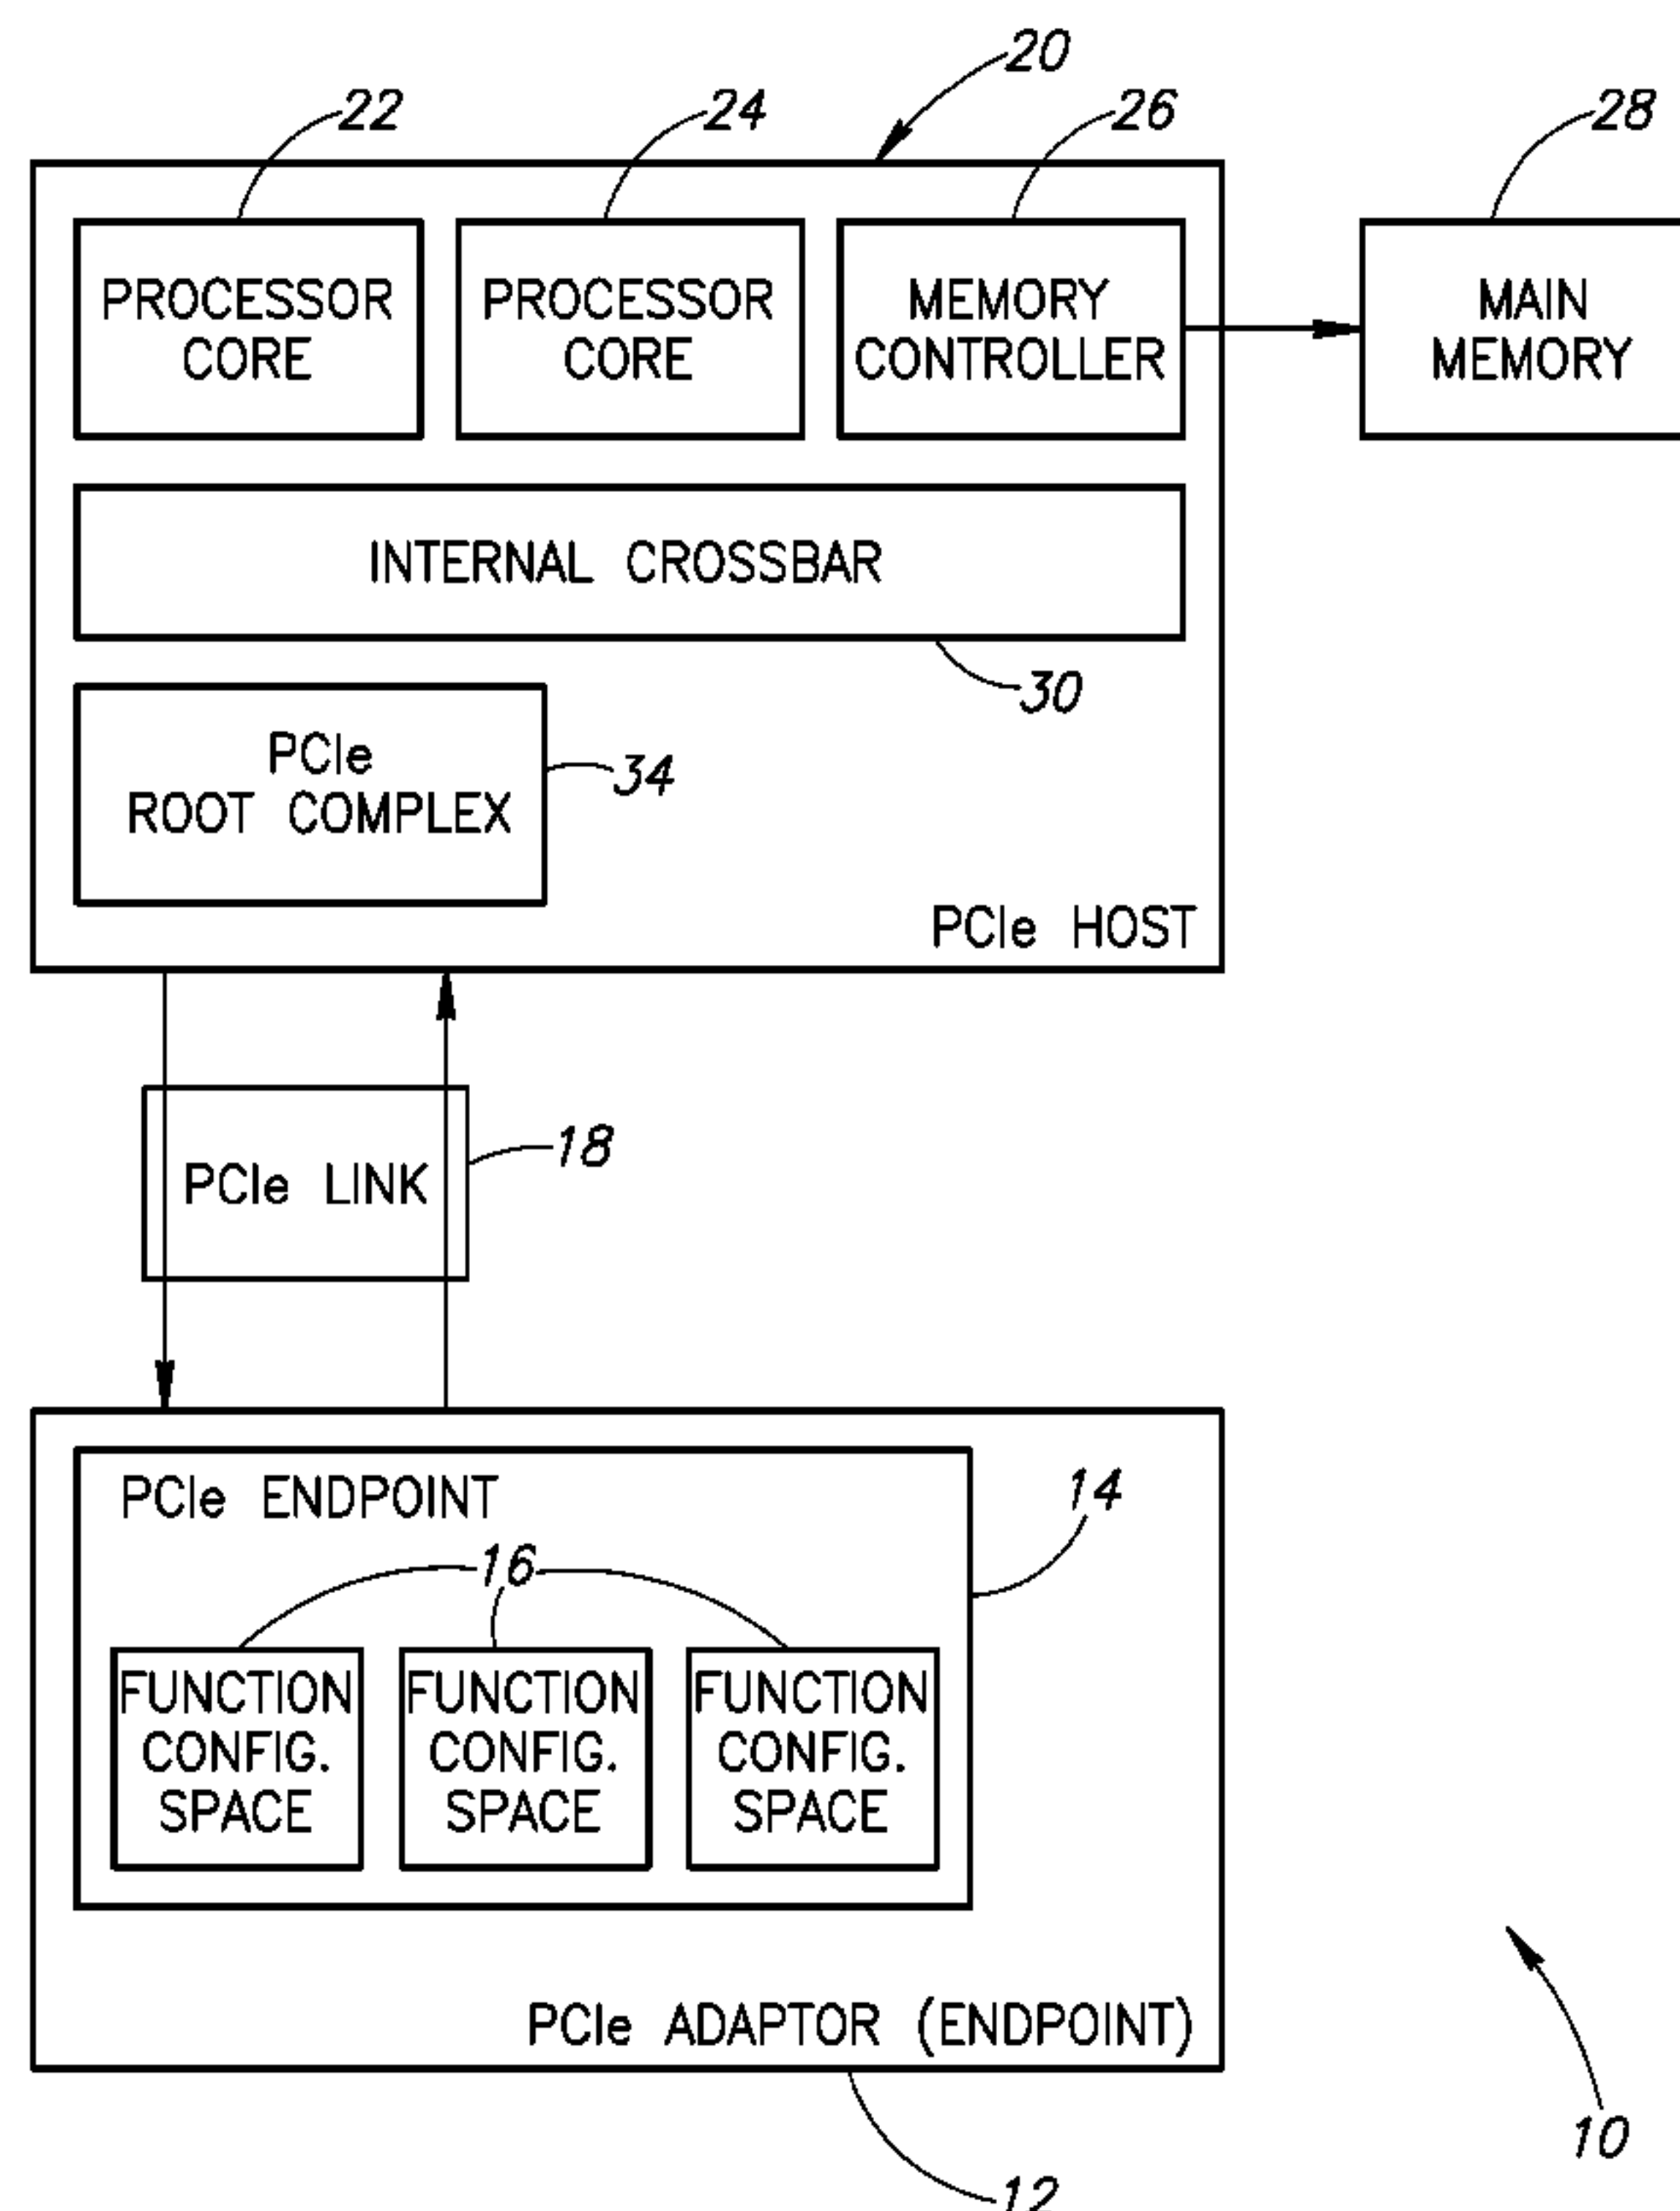 20
22
24
26
28
PROCESSOR
CORE
PROCESSOR
CORE
MEMORY
CONTROLLER
MAIN
MEMORY
INTERNAL CROSSBAR
30
PCIe
ROOT COMPLEX
34
PCIe HOST
PCIe LINK
18
PCIe ENDPOINT
14
16
FUNCTION
CONFIG.
SPACE
FUNCTION
CONFIG.
SPACE
FUNCTION
CONFIG.
SPACE
PCIe ADAPTOR (ENDPOINT)
10
12